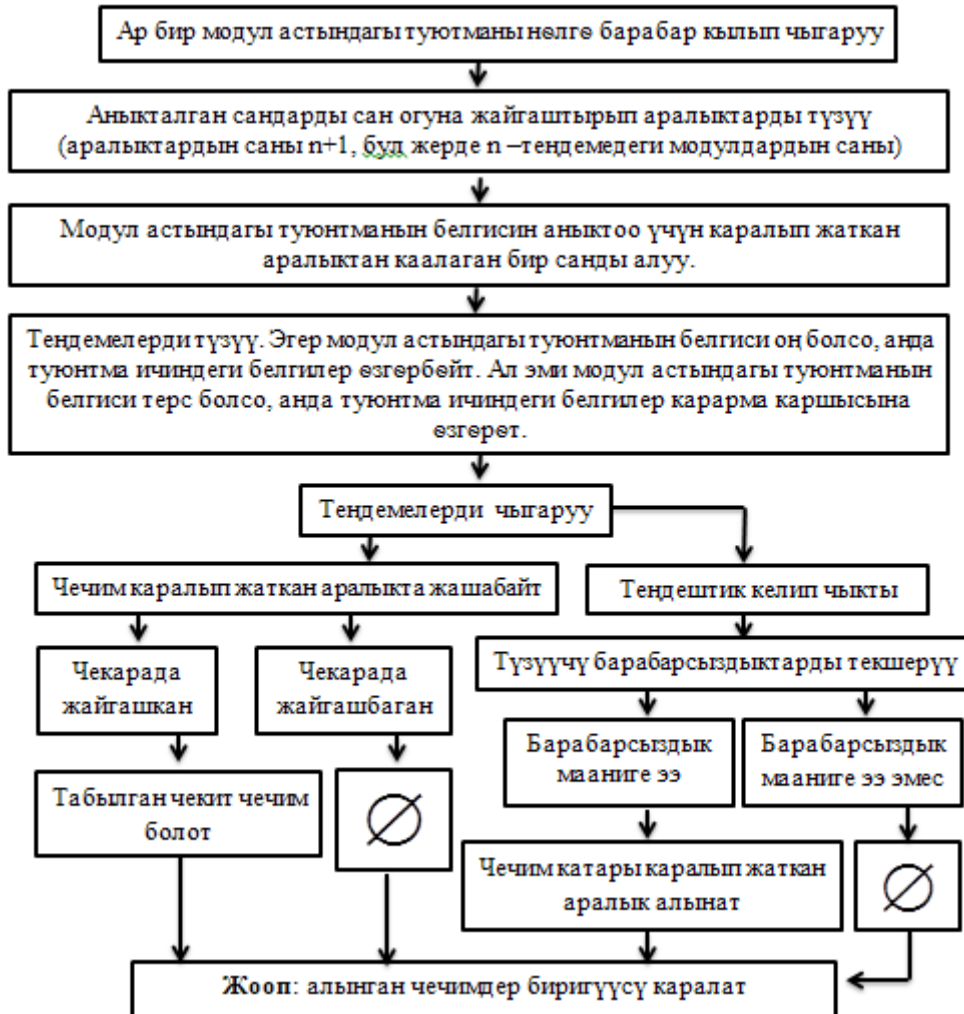 Ар бир модул астындагы туютманы нөлгө барабар кылып чыгаруу
Аныкталган сандарды сан огуна жайгаштырып аралыктарды түзүү
(аралыктардын саны n+1, бул жерде n –теңдемедеги модулдардын саны)
Модул астындагы туюнтманын белгисин аныктоо үчүн каралып жаткан
аралыктан каалаган бир санды алуу.
Теңдемелерди түзүү. Эгер модул астындагы туюнтманын белгиси оң болсо, анда
туюнтма ичиндеги белгилер өзгөрбөйт. Ал эми модул астындагы туюнтманын
белгиси терс болсо, анда туюнтма ичиндеги белгилер карарма каршысына
өзгөрөт.
Теңдемелерди чыгаруу
Чечим каралып жаткан аралыкта жашабайт
Теңдештик келип чыкты
Чекарада
жайгашкан
Чекарада
жайгашбаган
Түзүүчү барабарсыздыктарды текшерүү
Барабарсыздык
мааниге ээ
Барабарсыздык
мааниге ээ эмес
Табылган чекит чечим
болот
∅
Чечим катары каралып жаткан
аралык алынат
∅
Жооп: алынган чечимдер биригүүсү каралат